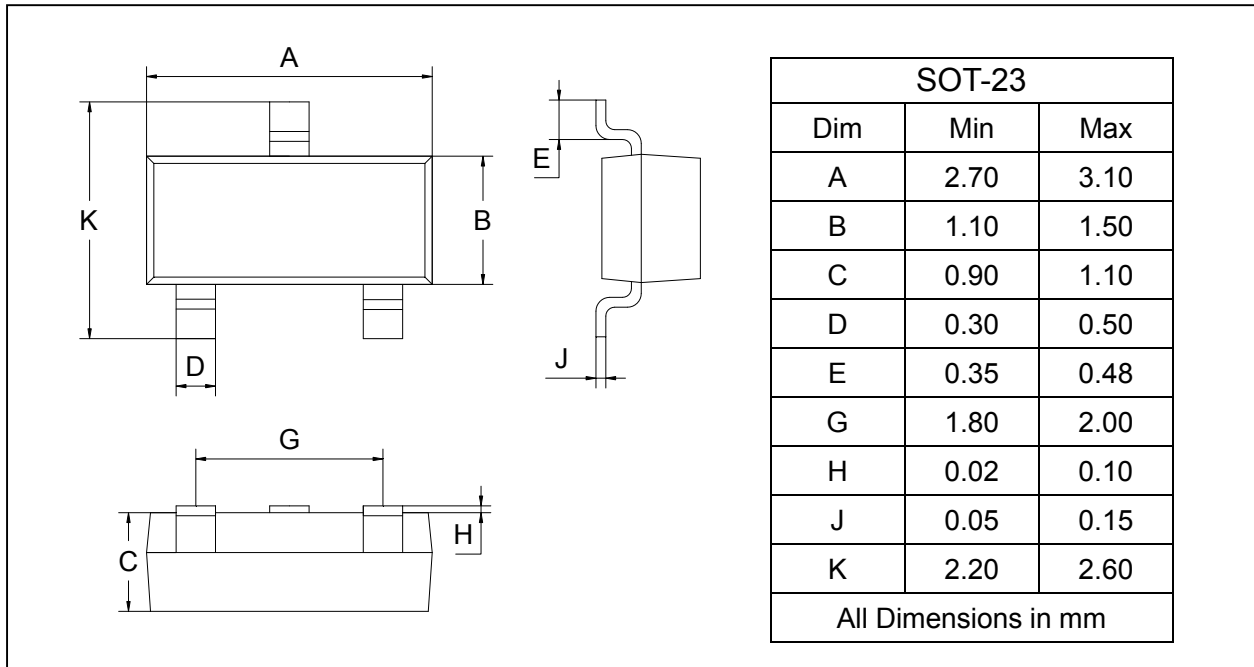 A
K
B
D
E
J
G
H
C
SOT-23
Dim Min Max
A 2.70 3.10
B 1.10 1.50
C 0.90 1.10
D 0.30 0.50
E 0.35 0.48
G 1.80 2.00
H 0.02 0.10
J 0.05 0.15
K 2.20 2.60
All Dimensions in mm